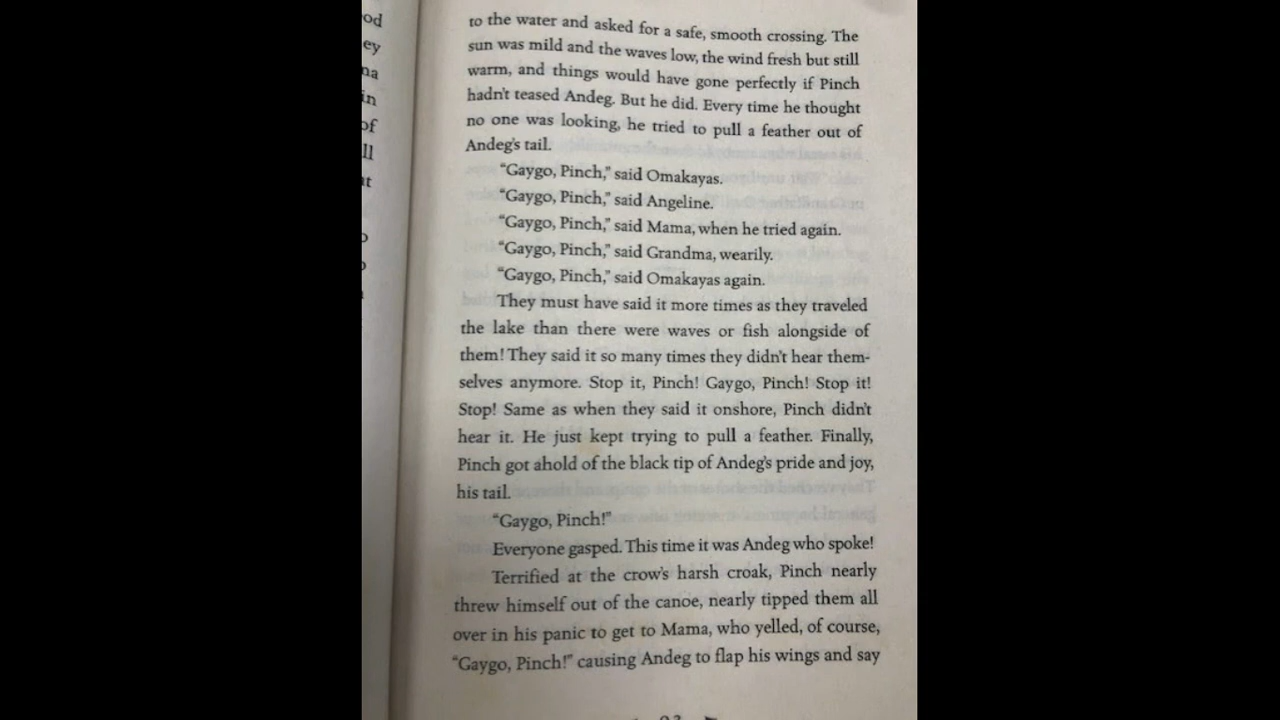 od
ey
na
in
of
ll
ut
o
o
to the water and asked for a safe, smooth crossing. The
sun was mild and the waves low, the wind fresh but still
warm, and things would have gone perfectly if Pinch
hadn't teased Andeg. But he did. Every time he thought
no one was looking, he tried to pull a feather out of
Andeg's tail.
"Gaygo, Pinch," said Omakayas.
"Gaygo, Pinch," said Angeline.
"Gaygo, Pinch," said Mama, when he tried again.
"Gaygo, Pinch," said Grandma, wearily.
"Gaygo, Pinch," said Omakayas again.
They must have said it more times as they traveled
the lake than there were waves or fish alongside of
them! They said it so many times they didn't hear them-
selves anymore. Stop it, Pinch! Gaygo, Pinch! Stop it!
Stop! Same as when they said it onshore, Pinch didn't
hear it. He just kept trying to pull a feather. Finally,
Pinch got ahold of the black tip of Andeg's pride and joy,
his tail.
"Gaygo, Pinch!"
Everyone gasped. This time it was Andeg who spoke!
Terrified at the crow's harsh croak, Pinch nearly
threw himself out of the canoe, nearly tipped them all
over in his panic to get to Mama, who yelled, of course,
"Gaygo, Pinch!" causing Andeg to flap his wings and say